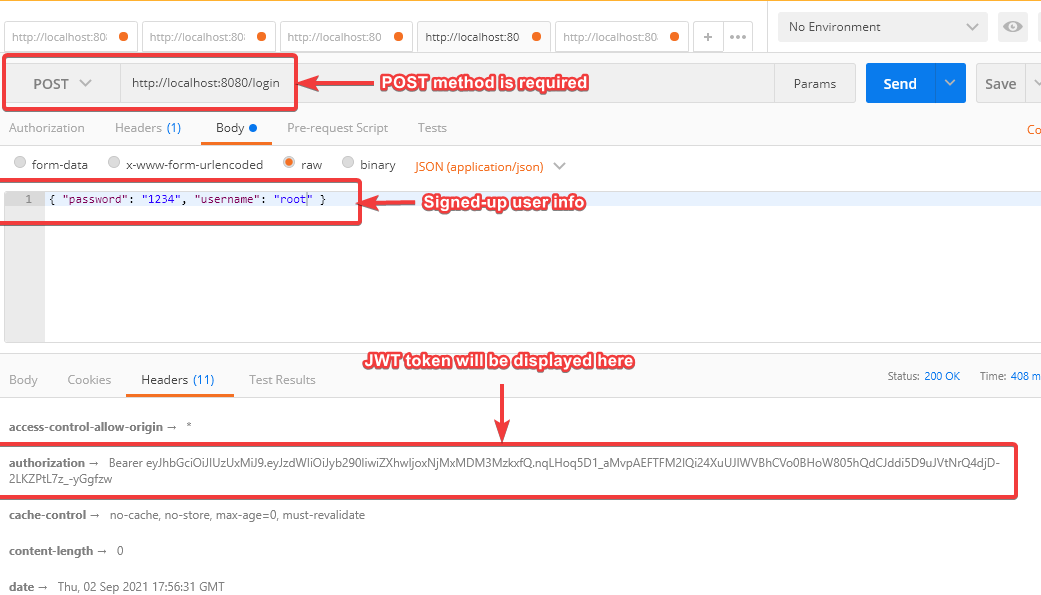 http://localhost:80 http://localhost:80 http://localhost:80 http://localhost:80 http://localhost:80 + ••• No Environment
POST http://localhost:8080/login POST method is required Params Send Save
Authorization Headers (1) Body Pre-request Script Tests Co
form-data x-www-form-urlencoded raw binary JSON (application/json)
1 { "password": "1234", "username": "root" } Signed-up user info
JWT token will be displayed here
Body Cookies Headers (11) Test Results Status: 200 OK Time: 408 m
access-control-allow-origin → *
authorization → Bearer eyJhbGciOiJIUzUxMiJ9.eyJzdWIiOiJyb290IiwiZXhwIjoxNjMxMDM3MzkxfQ.nqLHoq5D1_aMvpAEFTFM2IQi24XuUJIWVBhCVo0BHoW805hQdCJddi5D9uJVtNrQ4djD-
2LKZPtL7z_-yGgfzw
cache-control → no-cache, no-store, max-age=0, must-revalidate
content-length → 0
date → Thu, 02 Sep 2021 17:56:31 GMT